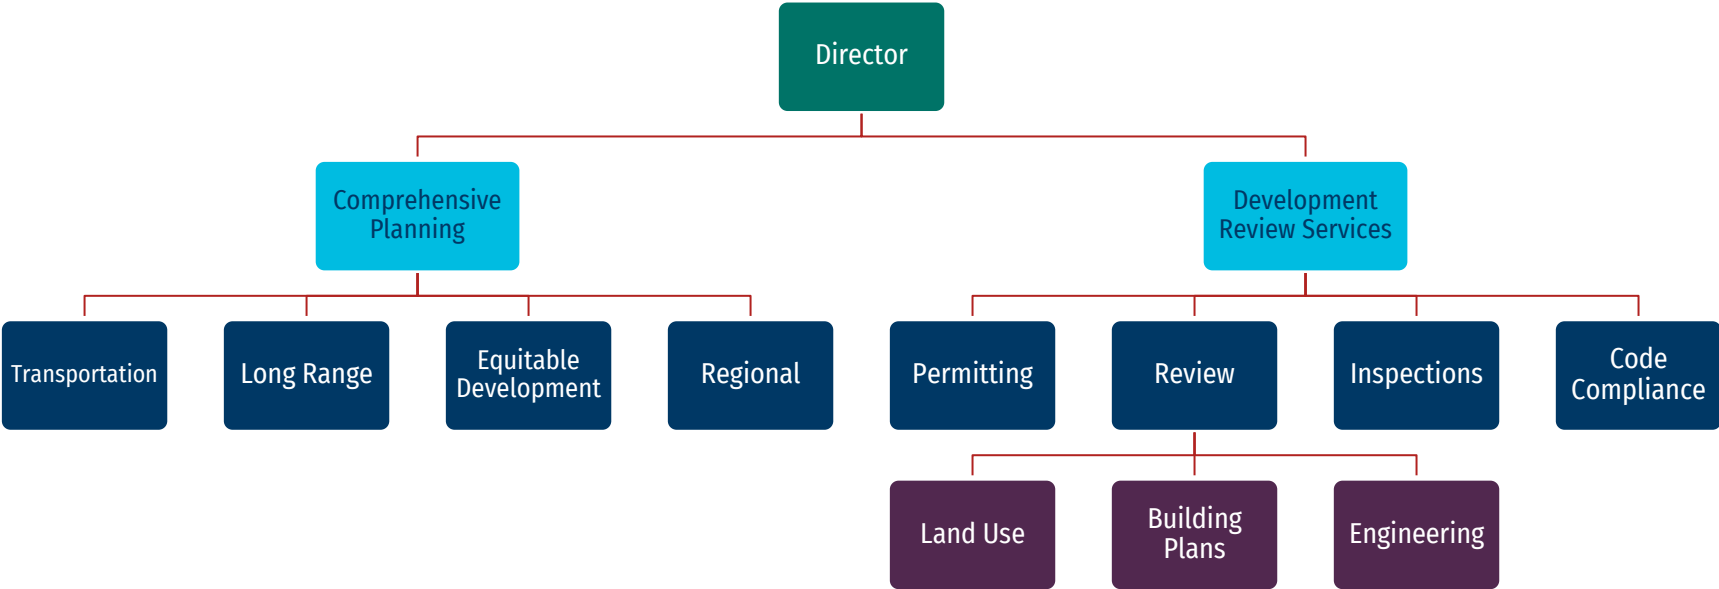 Director
Comprehensive
Planning
Development
Review Services
Transportation
Long Range
Equitable
Development
Regional
Permitting
Review
Inspections
Code
Compliance
Land Use
Building
Plans
Engineering